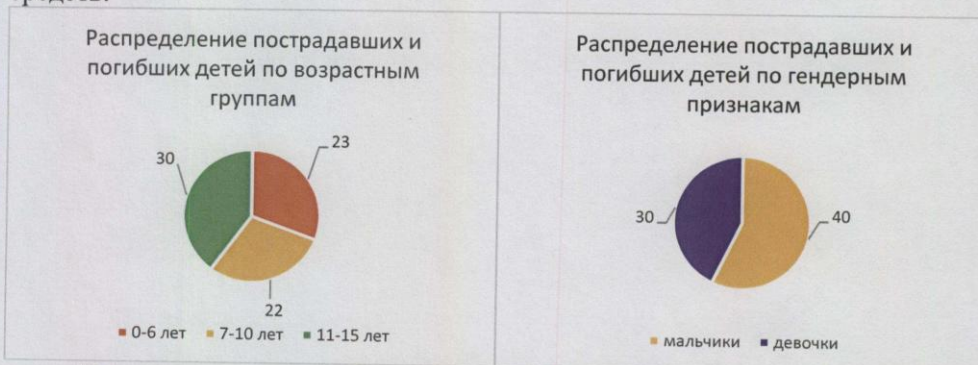 Распределение пострадавших и
погибших детей по возрастным
группам
30
23
22
0-6 лет 7-10 лет 11-15 лет
Распределение пострадавших и
погибших детей по гендерным
признакам
30
40
мальчики девочки